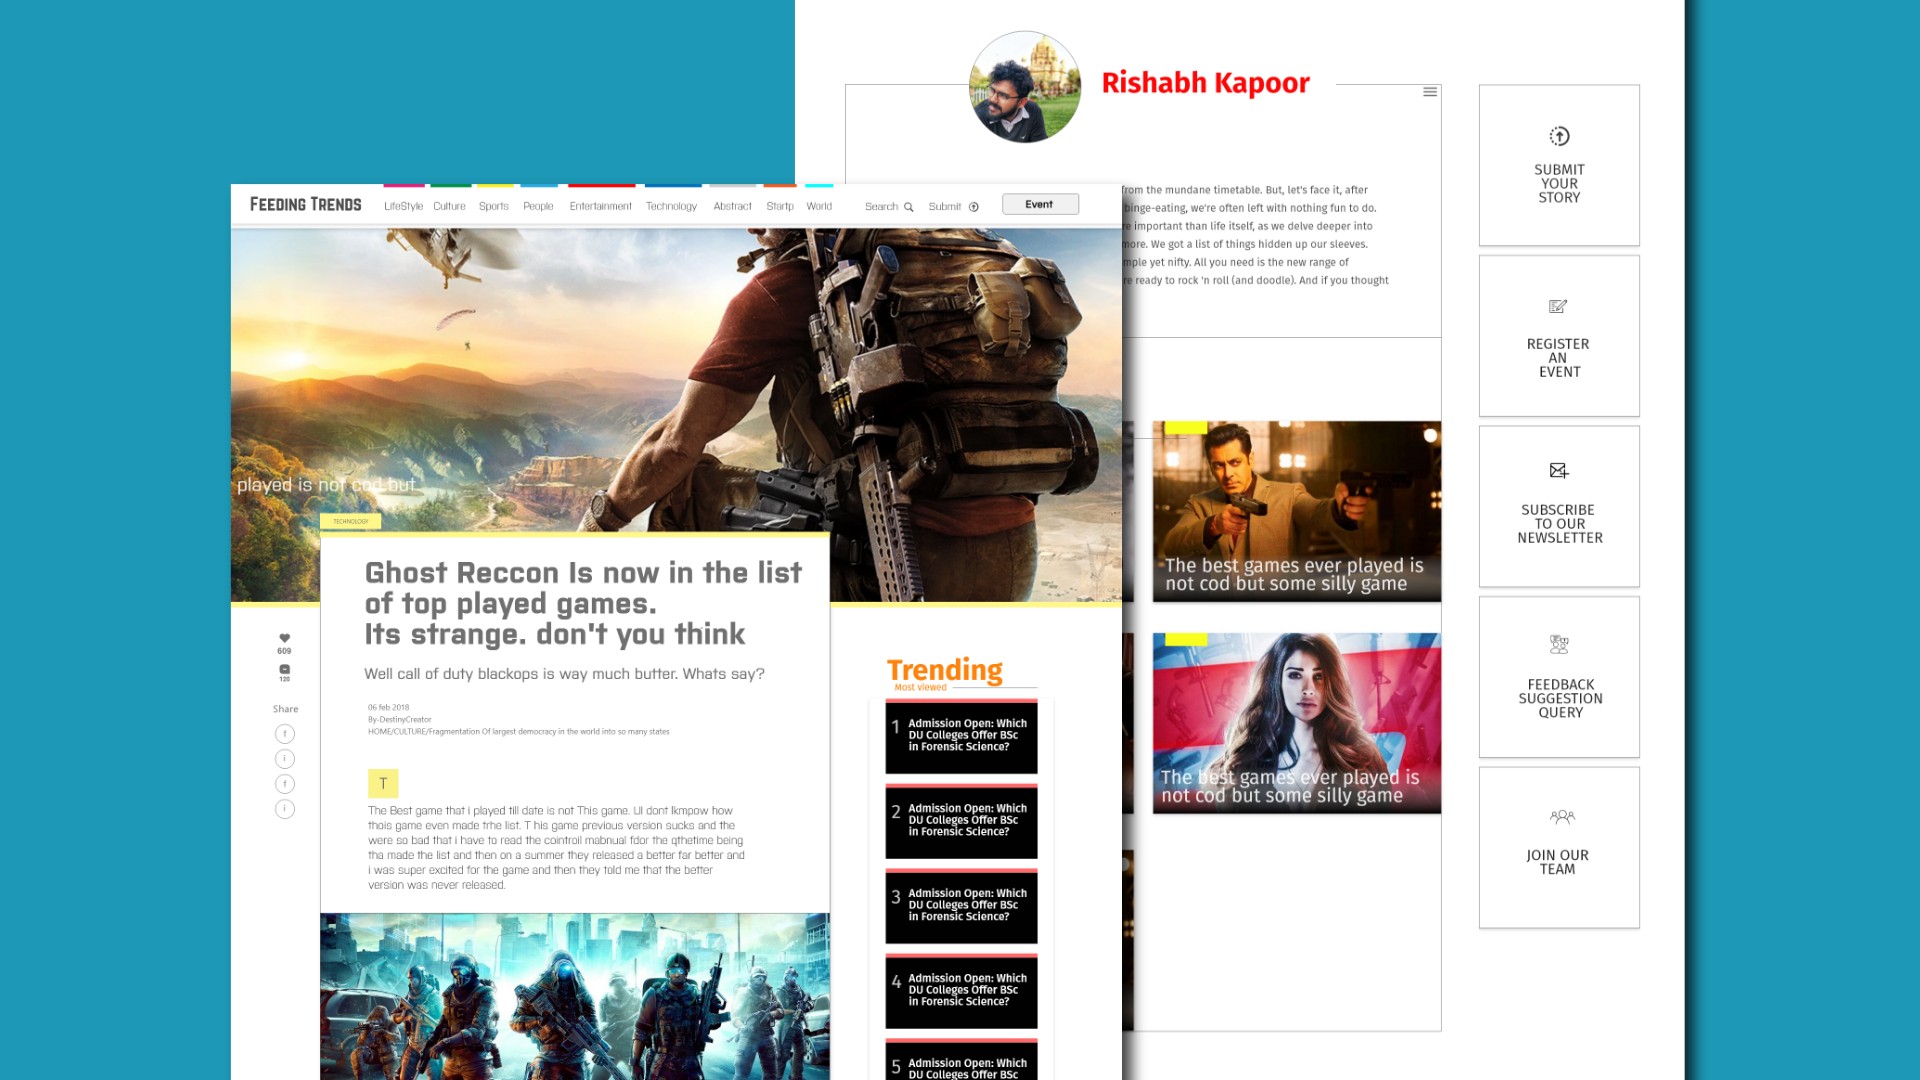 Rishabh Kapoor
from the mundane timetable. But, let's face it, after
binge-eating, we're often left with nothing fun to do.
re important than life itself, as we delve deeper into
more. We got a list of things hidden up our sleeves.
mple yet nifty. All you need is the new range of
re ready to rock 'n roll (and doodle). And if you thought
SUBMIT
YOUR
STORY
REGISTER
AN
EVENT
SUBSCRIBE
TO OUR
NEWSLETTER
FEEDBACK
SUGGESTION
QUERY
JOIN OUR
TEAM
The best games ever played is
not cod but some silly game
The best games ever played is
not cod but some silly game
FEEDING TRENDS
LifeStyle Culture Sports People Entertainment Technology Abstract Startp World Search Submit Event
played is not cod but
TECHNOLOGY
Ghost Reccon Is now in the list
of top played games.
Its strange. don't you think
Well call of duty blackops is way much butter. Whats say?
06 feb 2018
By-DestinyCreator
HOME/CULTURE/Fragmentation Of largest democracy in the world into so many states
609
120
Share
f
i
f
i
T
The Best game that i played till date is not This game. UI dont lkmpow how
thois game even made trhe list. T his game previous version sucks and the
were so bad that i have to read the cointroil mabnual fdor the qthetime being
tha made the list and then on a summer they released a better far better and
i was super excited for the game and then they told me that the better
version was never released.
Trending
Most viewed
1 Admission Open: Which
DU Colleges Offer BSc
in Forensic Science?
2 Admission Open: Which
DU Colleges Offer BSc
in Forensic Science?
3 Admission Open: Which
DU Colleges Offer BSc
in Forensic Science?
4 Admission Open: Which
DU Colleges Offer BSc
in Forensic Science?
5 Admission Open: Which
DU Colleges Offer BSc